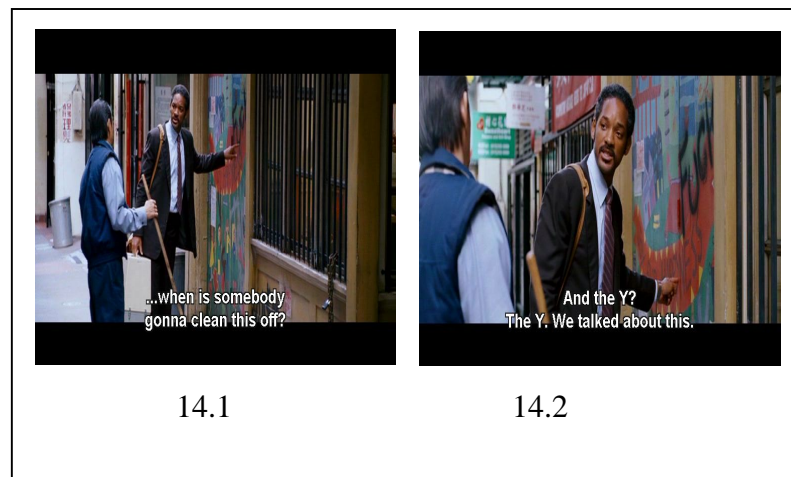 ...when is somebody
gonna clean this off?
And the Y?
The Y. We talked about this.
14.1
14.2